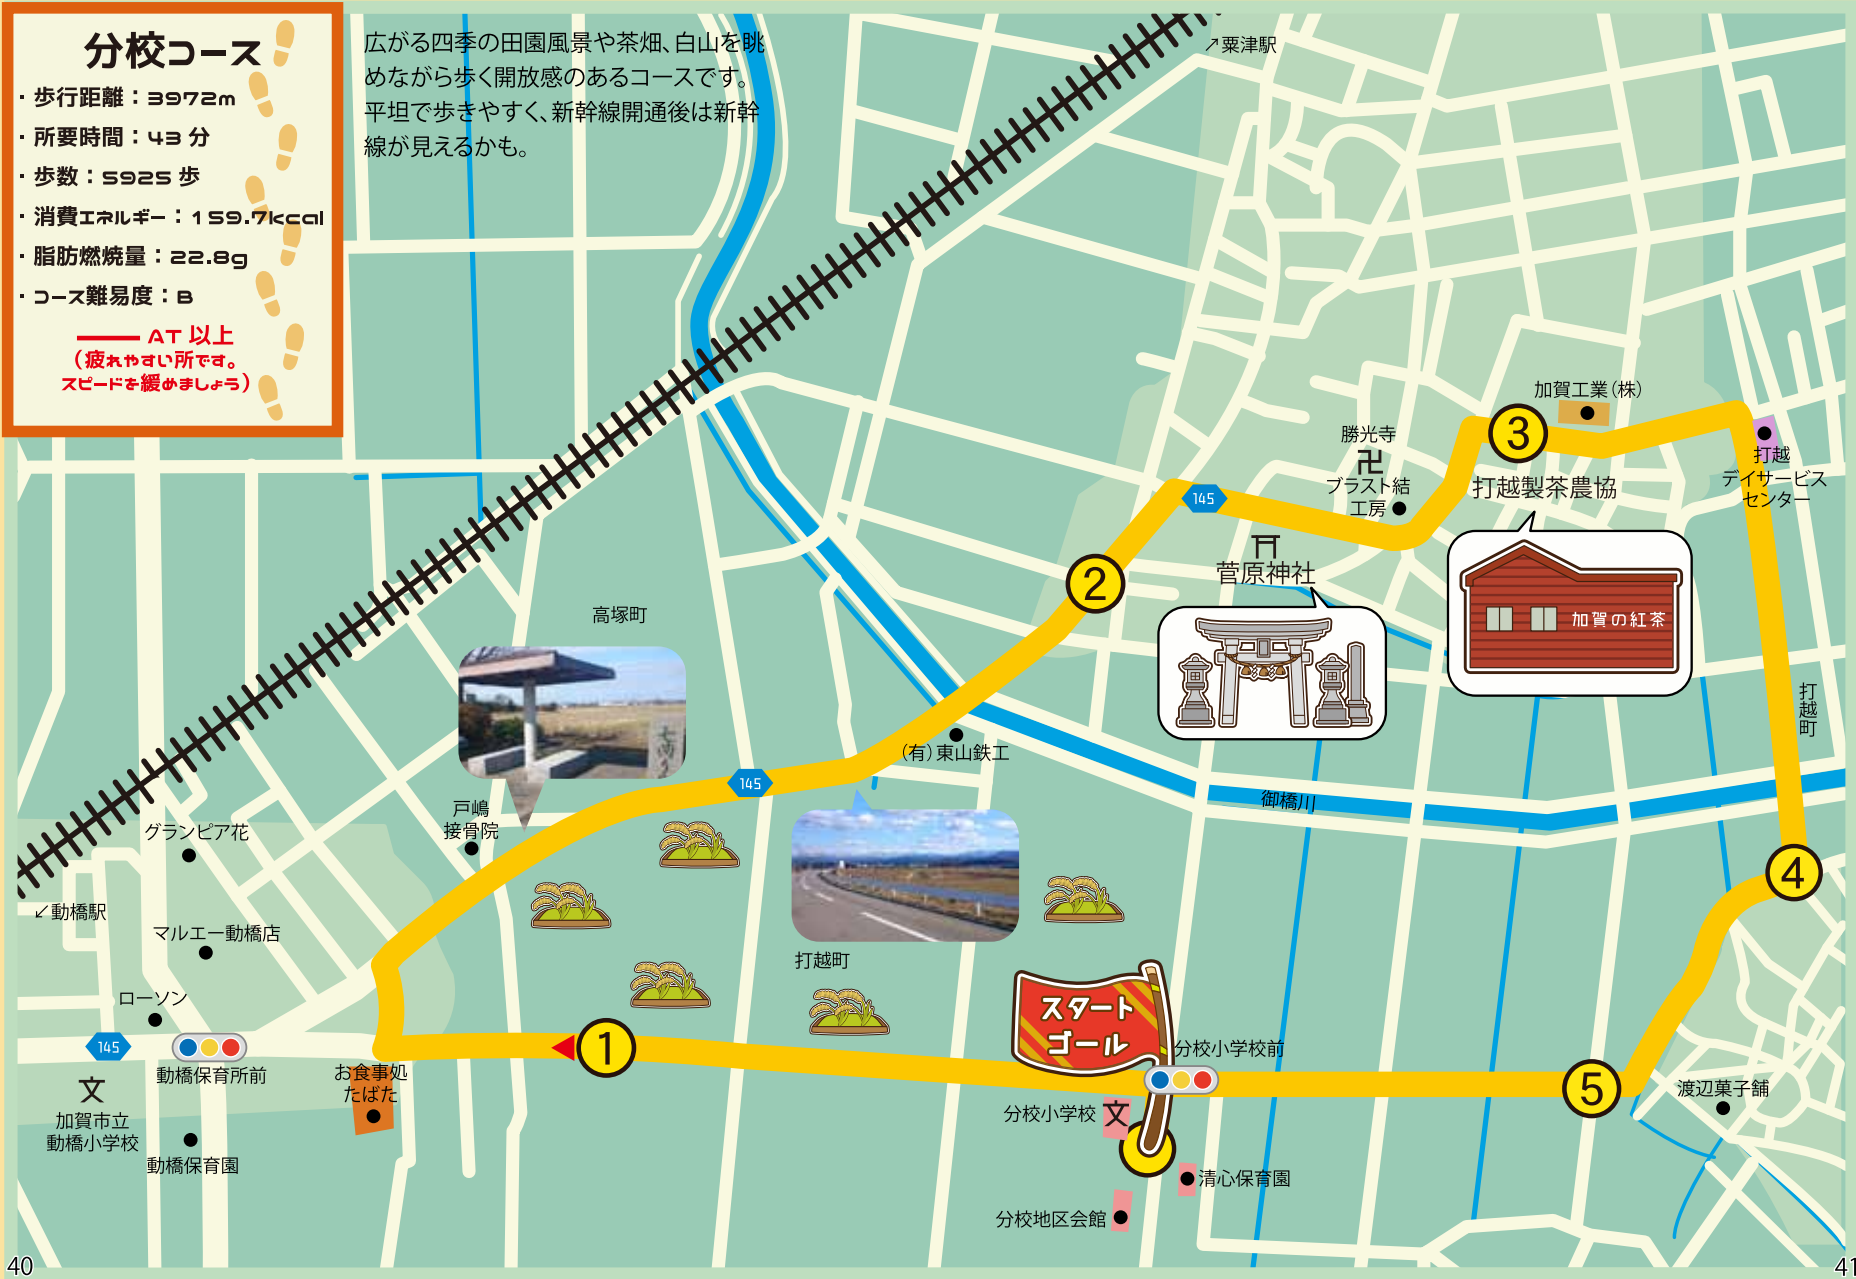 分校コース
・歩行距離：3972m
・所要時間：43分
・歩数：5925歩
・消費エネルギー：159.7kcal
・脂肪燃焼量：22.8g
・コース難易度：B
AT以上
（疲れやすい所です。
スピードを緩めましょう）
広がる四季の田園風景や茶畑、白山を眺
めながら歩く開放感のあるコースです。
平坦で歩きやすく、新幹線開通後は新幹
線が見えるかも。
↗粟津駅
加賀工業（株）
3
勝光寺
卍
ブラスト結
工房
打越製茶農協
打越
デイサービス
センター
145
2
菅原神社
加賀の紅茶
高塚町
打越町
（有）東山鉄工
145
御橋川
戸嶋
接骨院
グランピア花
4
↙動橋駅
マルエー動橋店
打越町
ローソン
スタート
ゴール
145
1
分校小学校前
動橋保育所前
お食事処
たばた
5
渡辺菓子舗
文
加賀市立
動橋小学校
分校小学校
文
動橋保育園
清心保育園
分校地区会館
40
41